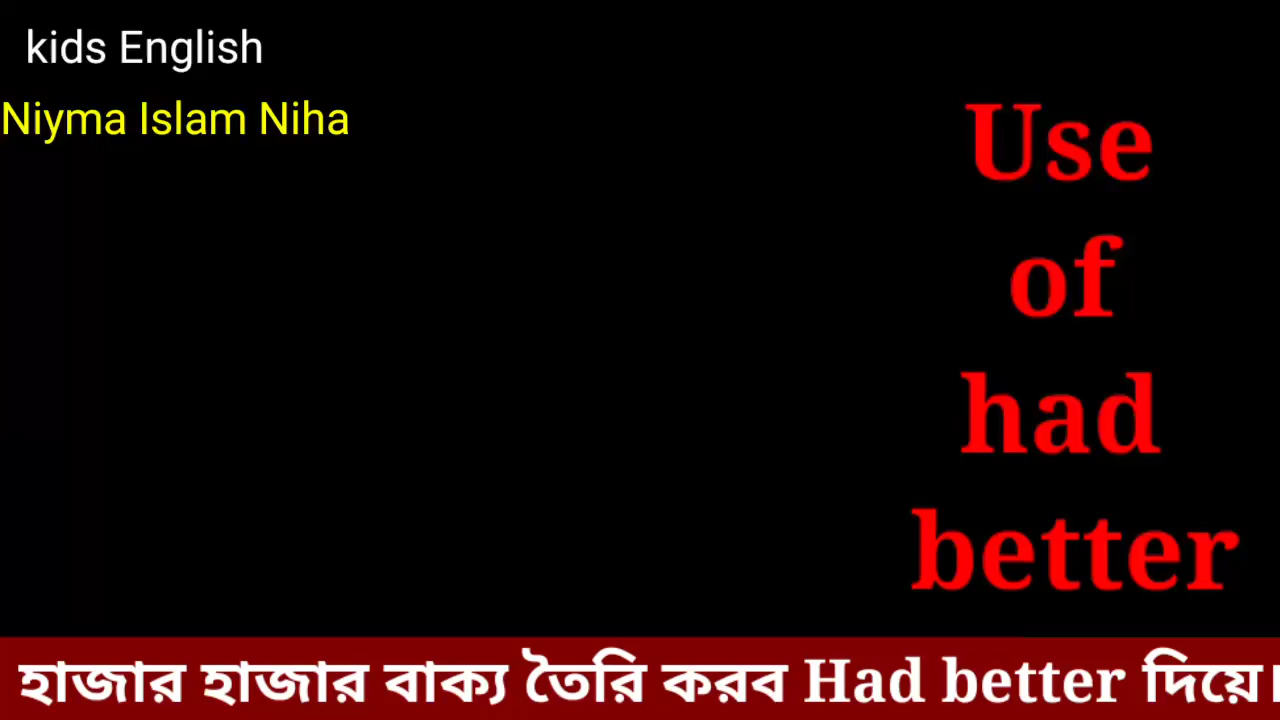 kids English
Niyma Islam Niha
Use
of
had
better
হাজার হাজার বাক্য তৈরি করব Had better দিয়ে।